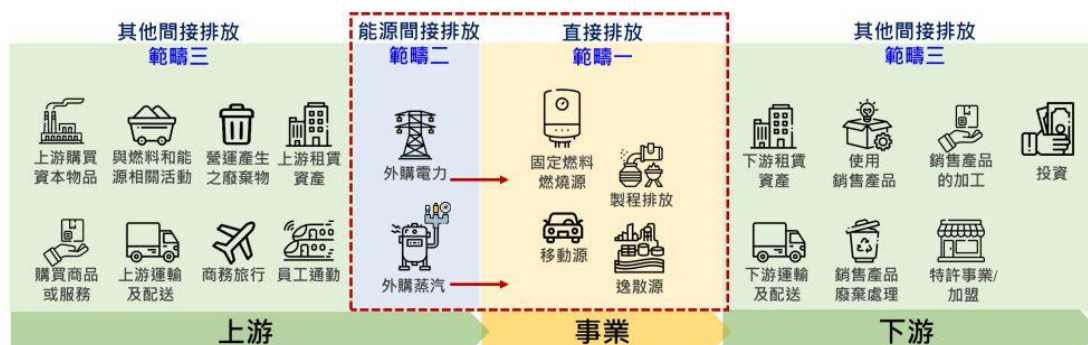 其他間接排放
範疇三
能源間接排放
範疇二
直接排放
範疇一
其他間接排放
範疇三
上游購買
資本物品
與燃料和能
源相關活動
營運產生
之廢棄物
上游租賃
資產
購買商品
或服務
上游運輸
及配送
商務旅行
員工通勤
外購電力
外購蒸汽
固定燃料
燃燒源
製程排放
移動源
逸散源
下游租賃
資產
使用
銷售產品
銷售產品
的加工
投資
下游運輸
及配送
銷售產品
廢棄處理
特許事業/
加盟
上游
事業
下游